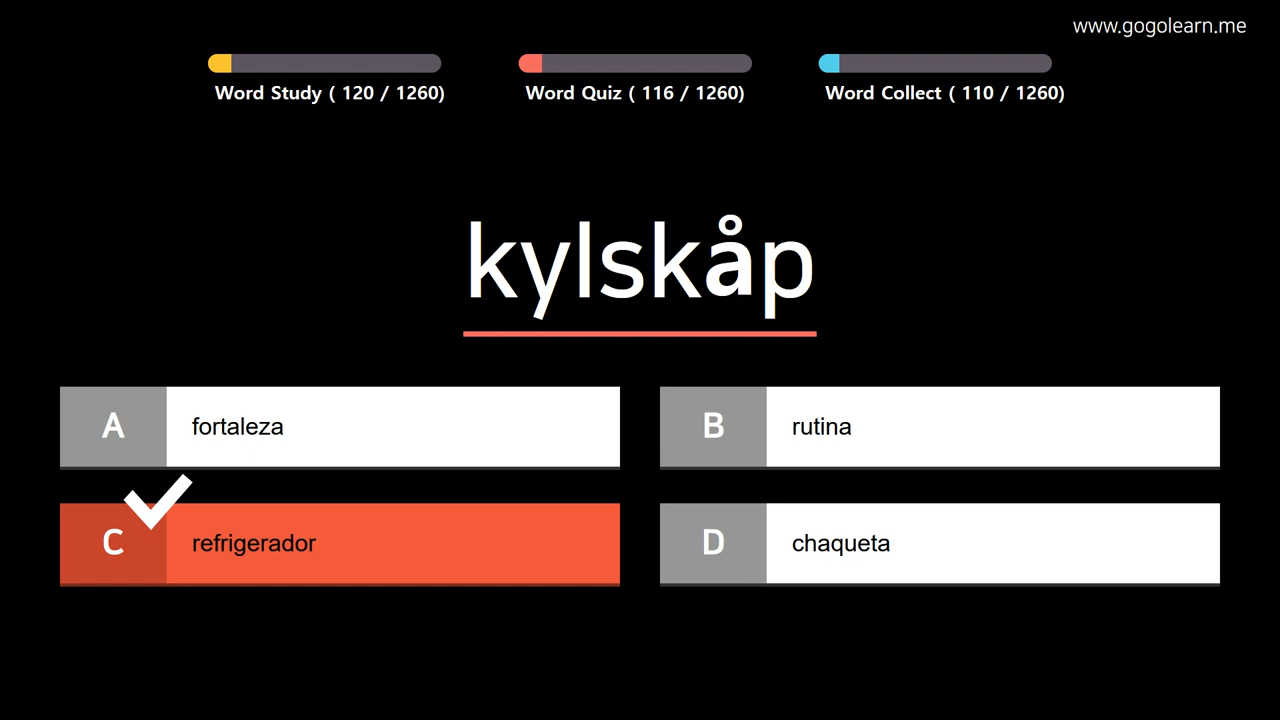 www.gogolearn.me
Word Study ( 120 / 1260)
Word Quiz ( 116 / 1260)
Word Collect ( 110 / 1260)
kylskåp
A
fortaleza
B
rutina
C
refrigerador
D
chaqueta